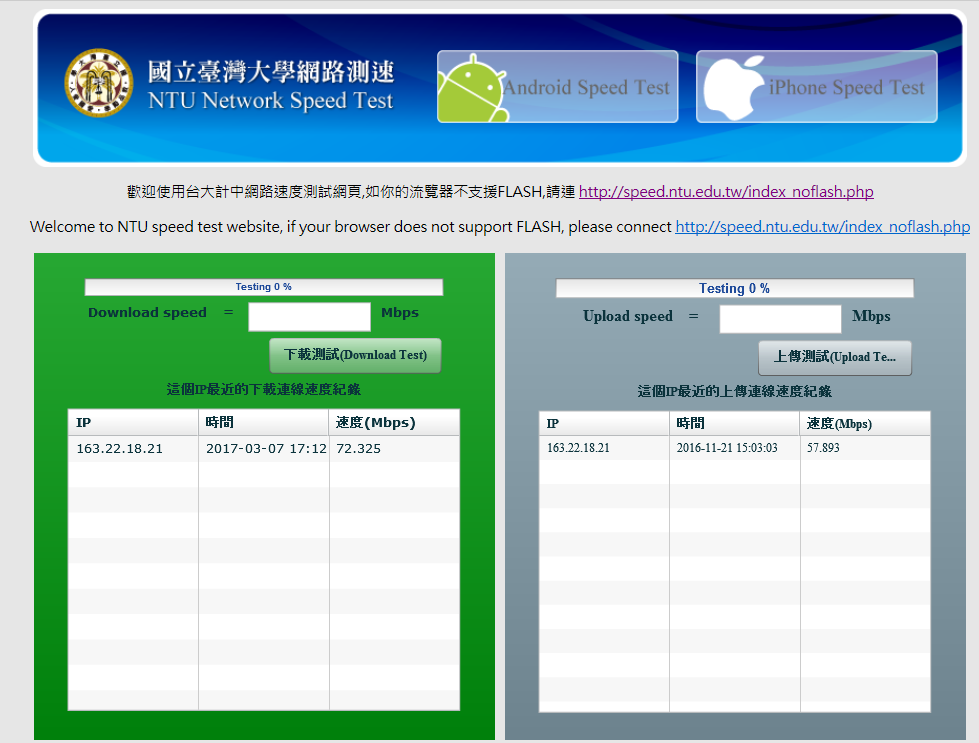 國立臺灣大學網路測速
NTU Network Speed Test
Android Speed Test
iPhone Speed Test
歡迎使用台大計中網路速度測試網頁,如你的流覽器不支援FLASH,請連 http://speed.ntu.edu.tw/index_noflash.php
Welcome to NTU speed test website, if your browser does not support FLASH, please connect http://speed.ntu.edu.tw/index_noflash.php
Testing 0 %
Download speed = Mbps
下載測試(Download Test)
這個IP最近的下載連線速度紀錄
IP 時間 速度(Mbps)
163.22.18.21 2017-03-07 17:12 72.325
Testing 0 %
Upload speed = Mbps
上傳測試(Upload Te...
這個IP最近的上傳連線速度紀錄
IP 時間 速度(Mbps)
163.22.18.21 2016-11-21 15:03:03 57.893